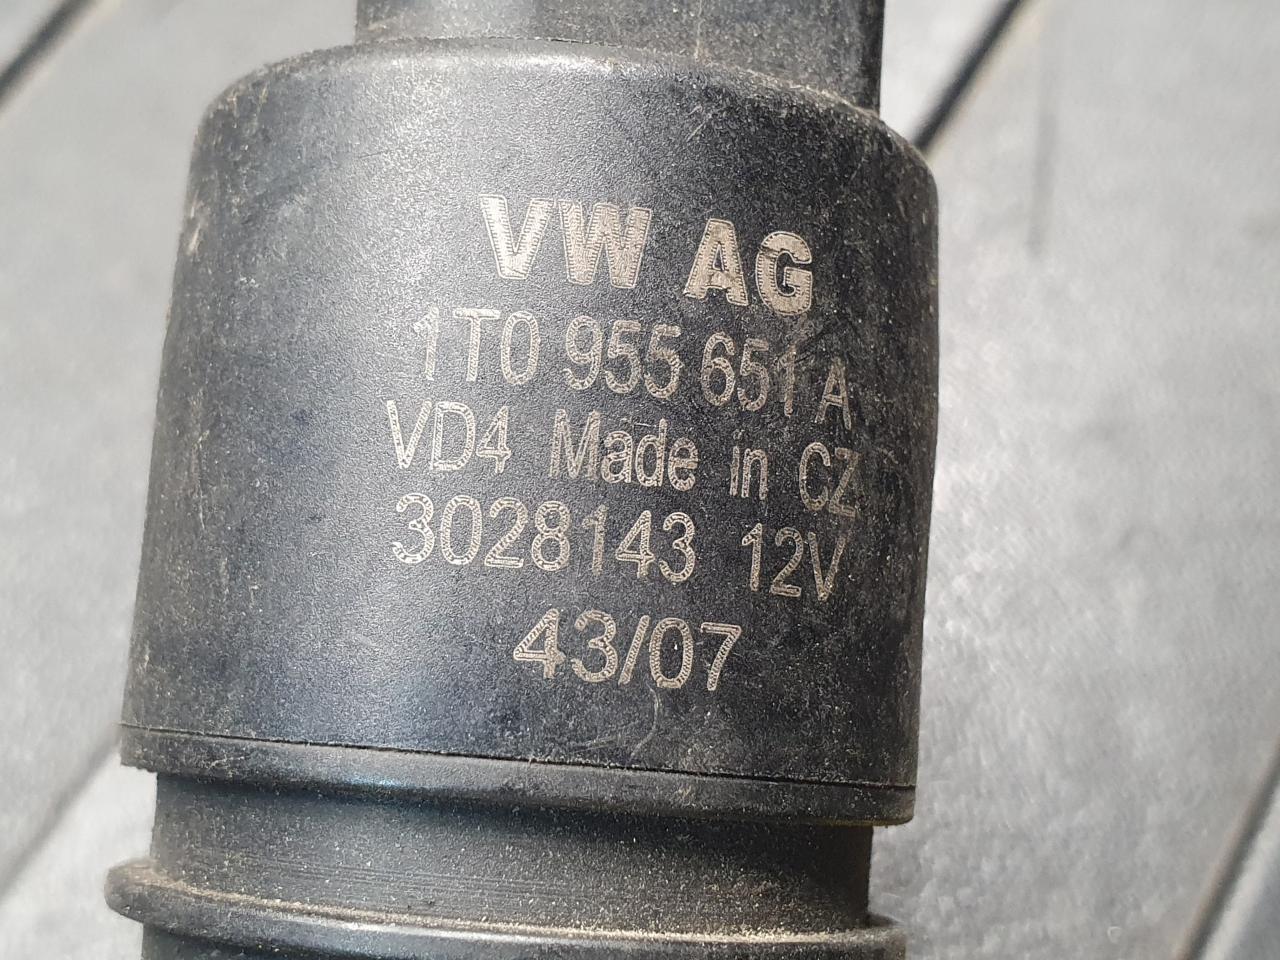 VW AG
1T0 955 651 A
VD4 Made in CZ
3028143 12V
43/07